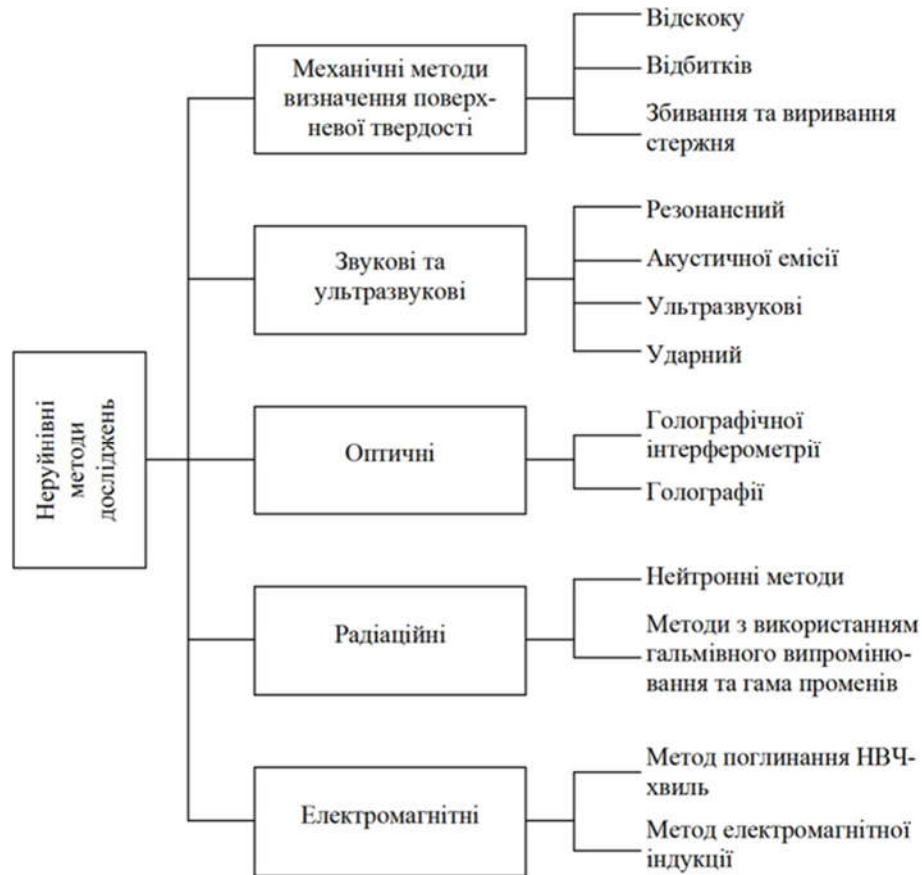 Неруйнівні
методи
досліджень
Механічні методи
визначення поверх-
невої твердості
Відскоку
Відбитків
Збивання та виривання
стержня
Звукові та
ультразвукові
Резонансний
Акустичної емісії
Ультразвукові
Ударний
Оптичні
Голографічної
інтерферометрії
Голографії
Радіаційні
Нейтронні методи
Методи з використанням
гальмівного випроміню-
вання та гама променів
Електромагнітні
Метод поглинання НВЧ-
хвиль
Метод електромагнітної
індукції